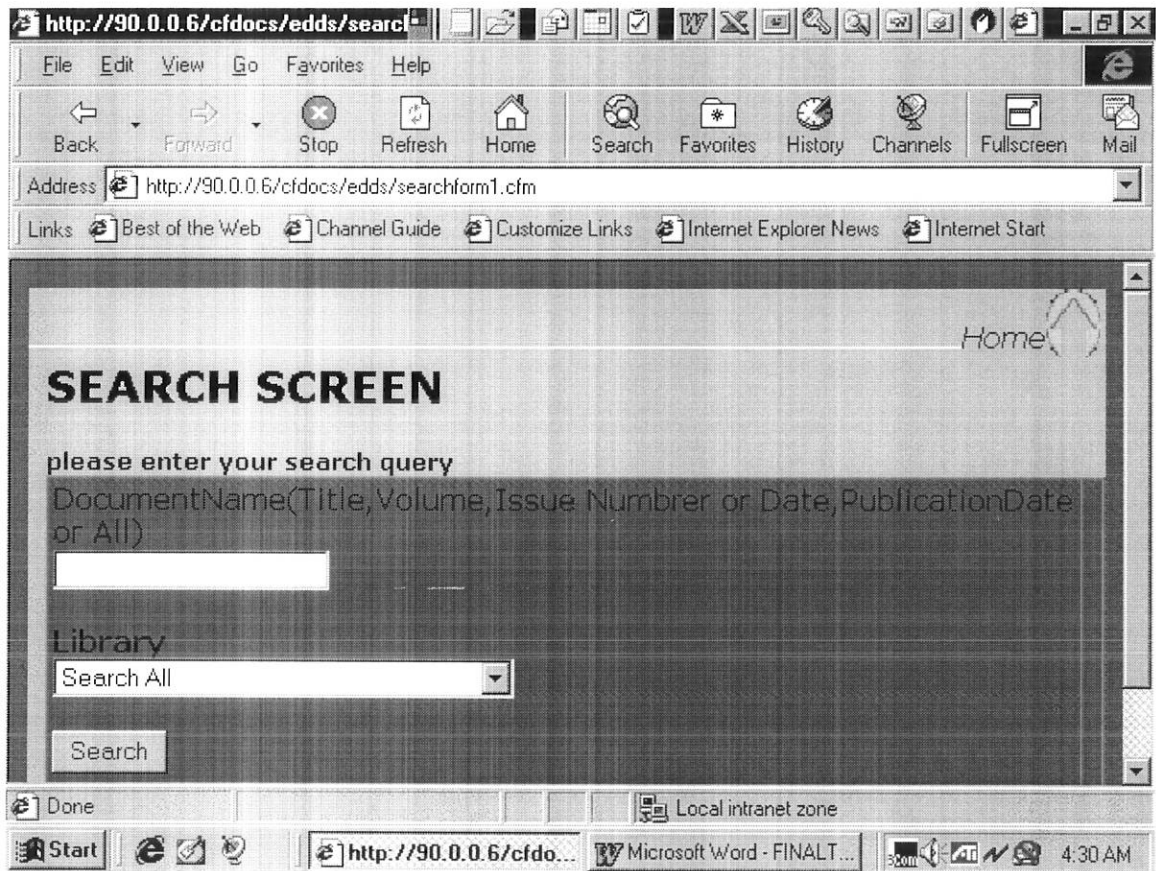 http://90.0.0.6/cfdocs/edds/searc
File Edit View Go Favorites Help
Back Forward Stop Refresh Home Search Favorites History Channels Fullscreen Mail
Address http://90.0.0.6/cfdocs/edds/searchform1.cfm
Links Best of the Web Channel Guide Customize Links Internet Explorer News Internet Start
Home
SEARCH SCREEN
please enter your search query
DocumentName(Title,Volume,Issue Numbrer or Date,PublicationDate
or All)
Library
Search All
Search
Done Local intranet zone
Start http://90.0.0.6/cfdo... Microsoft Word - FINALT... 3Com 4:30 AM